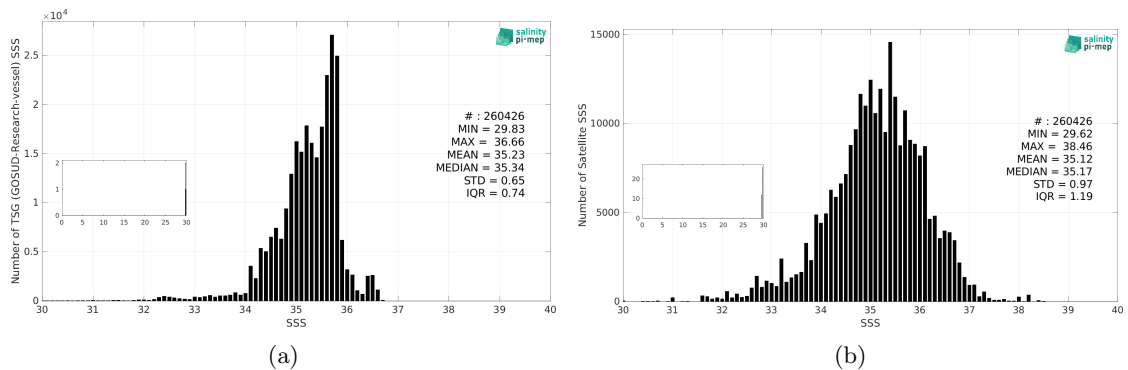 ×10⁴
salinity
pi-mep
Number of TSG (GOSUD-Research-vessel) SSS
2.5
2
1.5
1
0.5
0
# : 260426
MIN = 29.83
MAX = 36.66
MEAN = 35.23
MEDIAN = 35.34
STD = 0.65
IQR = 0.74
2
1
0
0 5 10 15 20 25 30
30 31 32 33 34 35 36 37 38 39 40
SSS
(a)
salinity
pi-mep
Number of Satellite SSS
15000
10000
5000
0
# : 260426
MIN = 29.62
MAX = 38.46
MEAN = 35.12
MEDIAN = 35.17
STD = 0.97
IQR = 1.19
20
10
0
0 5 10 15 20 25 30
30 31 32 33 34 35 36 37 38 39 40
SSS
(b)